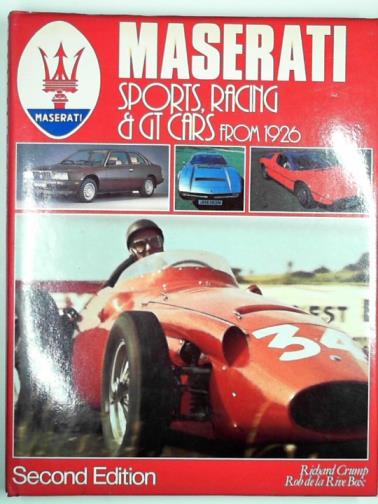 MASERATI
SPORTS, RACING
& GT CARS FROM 1926
MASERATI
34
Second Edition
Richard Crump
Rob de la Rive Box